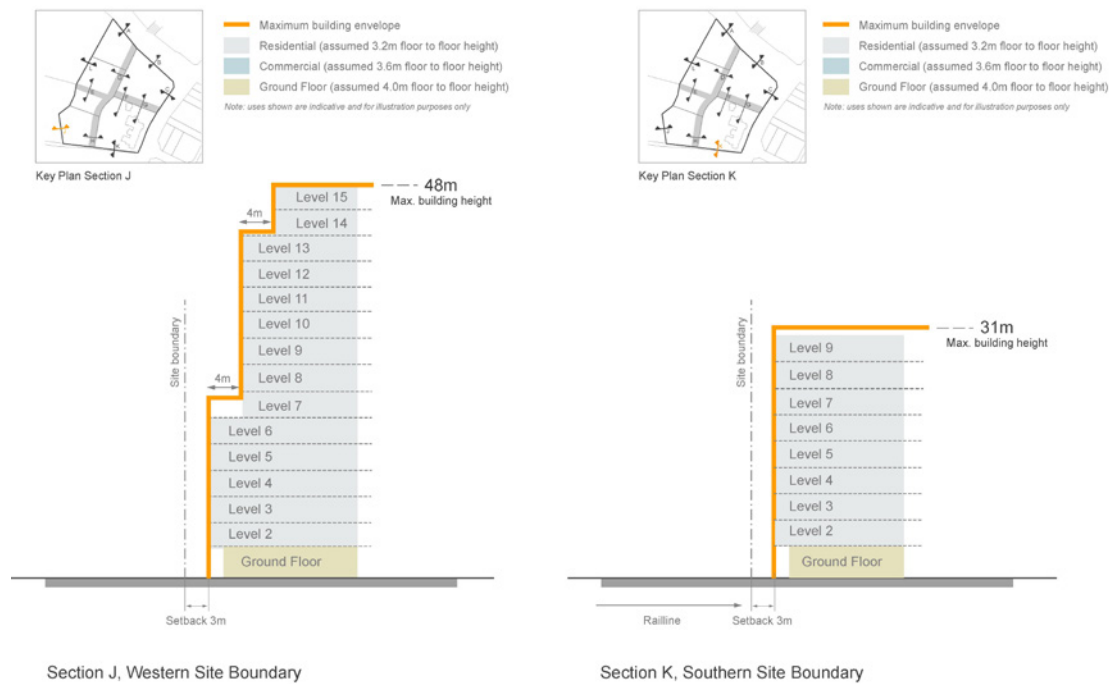 Maximum building envelope
Residential (assumed 3.2m floor to floor height)
Commercial (assumed 3.6m floor to floor height)
Ground Floor (assumed 4.0m floor to floor height)
Note: uses shown are indicative and for illustration purposes only
Key Plan Section J
48m
Max. building height
4m
Level 15
Level 14
Level 13
Level 12
Level 11
Level 10
Level 9
Level 8
4m
Level 7
Level 6
Level 5
Level 4
Level 3
Level 2
Ground Floor
Site boundary
Setback 3m
Section J, Western Site Boundary
Maximum building envelope
Residential (assumed 3.2m floor to floor height)
Commercial (assumed 3.6m floor to floor height)
Ground Floor (assumed 4.0m floor to floor height)
Note: uses shown are indicative and for illustration purposes only
Key Plan Section K
31m
Max. building height
Level 9
Level 8
Level 7
Level 6
Level 5
Level 4
Level 3
Level 2
Ground Floor
Site boundary
Railline
Setback 3m
Section K, Southern Site Boundary